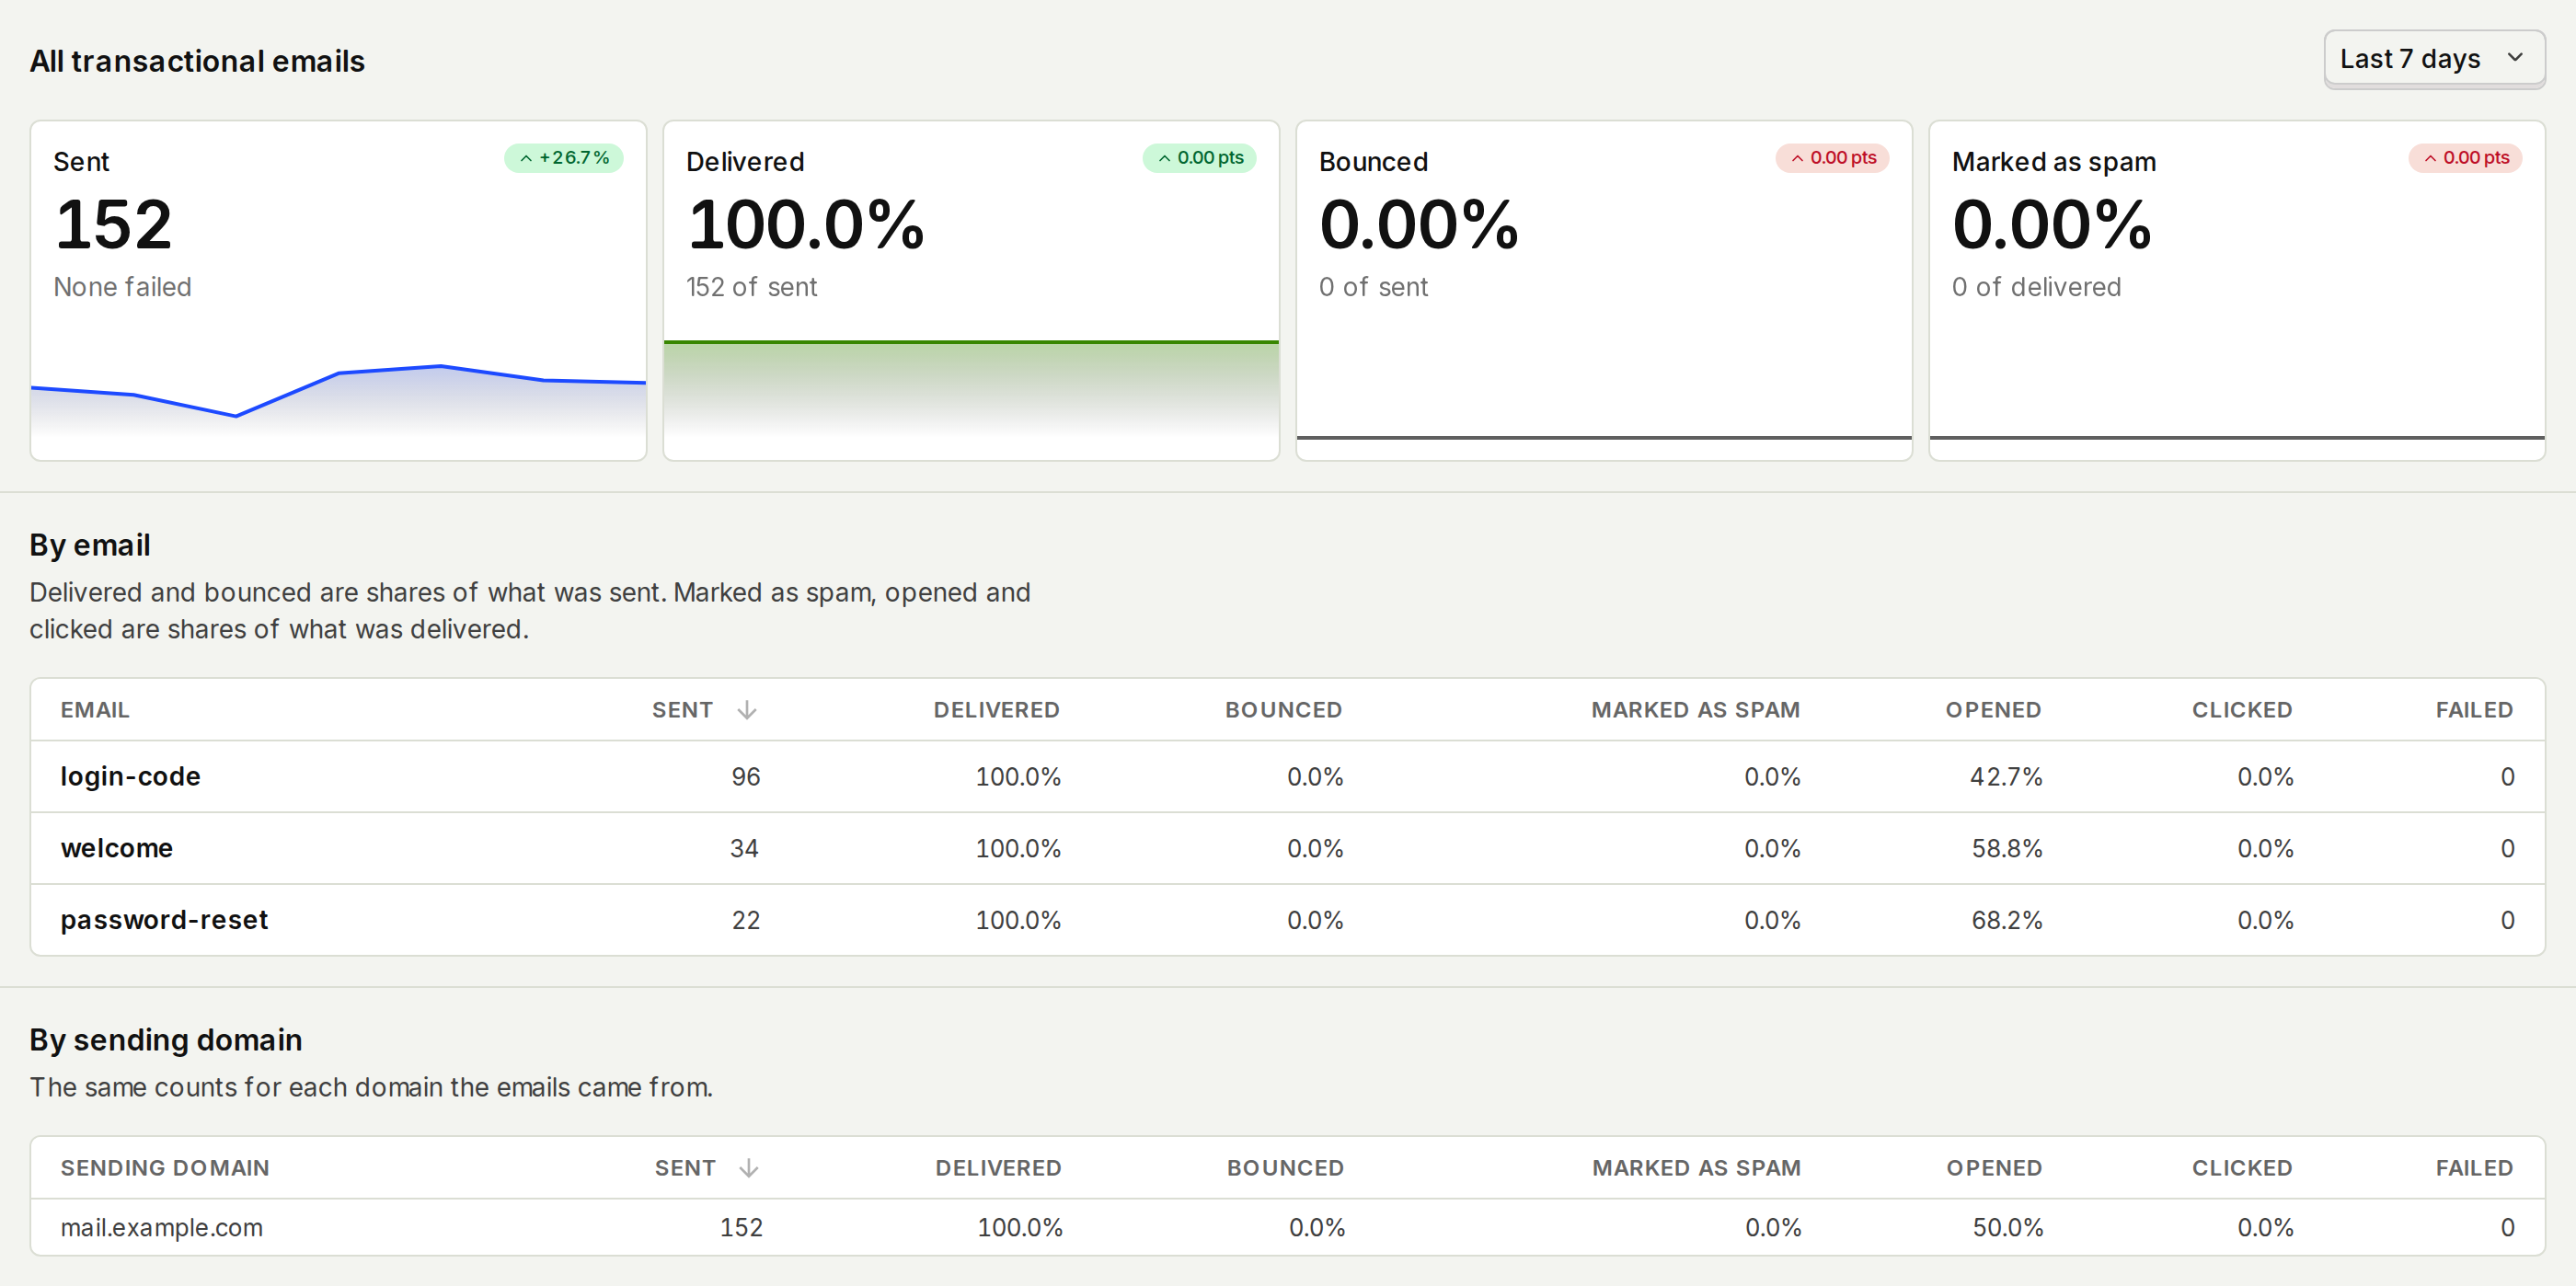 All transactional emails
Last 7 days
Sent
+26.7%
152
None failed
Delivered
0.00 pts
100.0%
152 of sent
Bounced
0.00 pts
0.00%
0 of sent
Marked as spam
0.00 pts
0.00%
0 of delivered
By email
Delivered and bounced are shares of what was sent. Marked as spam, opened and
clicked are shares of what was delivered.
EMAIL SENT DELIVERED BOUNCED MARKED AS SPAM OPENED CLICKED FAILED
login-code 96 100.0% 0.0% 0.0% 42.7% 0.0% 0
welcome 34 100.0% 0.0% 0.0% 58.8% 0.0% 0
password-reset 22 100.0% 0.0% 0.0% 68.2% 0.0% 0
By sending domain
The same counts for each domain the emails came from.
SENDING DOMAIN SENT DELIVERED BOUNCED MARKED AS SPAM OPENED CLICKED FAILED
mail.example.com 152 100.0% 0.0% 0.0% 50.0% 0.0% 0